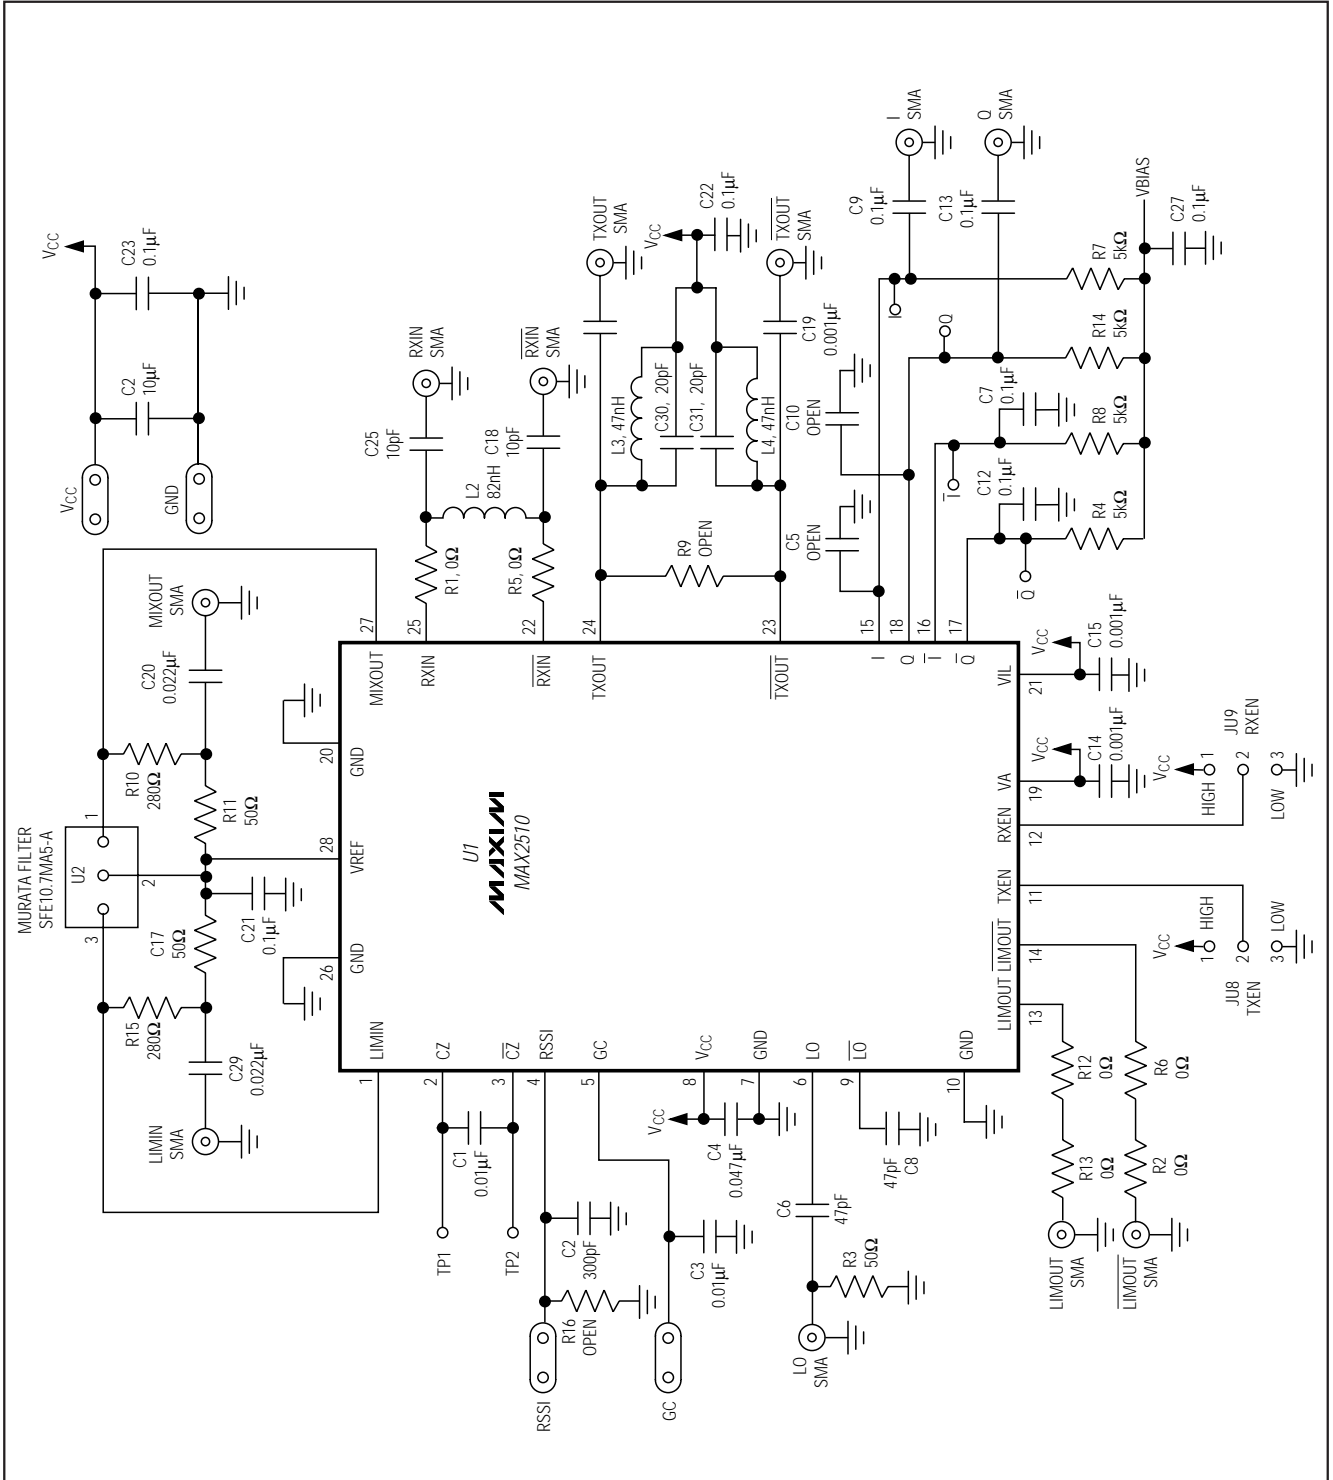 VCC
C23
0.1µF
C2
10µF
VCC
GND
RXIN
SMA
C25
10pF
RXIN
SMA
C18
10pF
L2
82nH
R1, 0Ω
R5, 0Ω
TXOUT
SMA
VCC
C22
0.1µF
TXOUT
SMA
C19
0.001µF
L3, 47nH
C30, 20pF
C31, 20pF
L4, 47nH
R9
OPEN
C10
OPEN
C5
OPEN
I
SMA
Q
SMA
C9
0.1µF
C13
0.1µF
VBIAS
C27
0.1µF
R7
5kΩ
R14
5kΩ
R8
5kΩ
R4
5kΩ
C7
0.1µF
C12
0.1µF
I
Q
I
Q
MURATA FILTER
SFE10.7MA5-A
U2
1
2
3
MIXOUT
SMA
C20
0.022µF
R10
280Ω
R11
50Ω
C21
0.1µF
C17
50Ω
R15
280Ω
C29
0.022µF
LIMIN
SMA
27
MIXOUT
25
RXIN
22
RXIN
24
TXOUT
23
TXOUT
15
I
18
Q
16
I
17
Q
20
GND
28
VREF
26
GND
U1
MAXIM
MAX2510
VIL
21
VCC
C15
0.001µF
VA
19
VCC
C14
0.001µF
RXEN
12
TXEN
11
LIMOUT
14
LIMOUT
13
VCC
HIGH
1
2
3
LOW
JU9
RXEN
VCC
HIGH
1
2
3
LOW
JU8
TXEN
1
LIMIN
2
CZ
3
CZ
4
RSSI
5
GC
8
VCC
7
GND
6
LO
9
LO
10
GND
C1
0.01µF
TP1
TP2
C2
300pF
R16
OPEN
RSSI
C3
0.01µF
GC
VCC
C4
0.047µF
C6
47pF
47pF
C8
R3
50Ω
LO
SMA
R12
0Ω
R6
0Ω
R13
0Ω
R2
0Ω
LIMOUT
SMA
LIMOUT
SMA